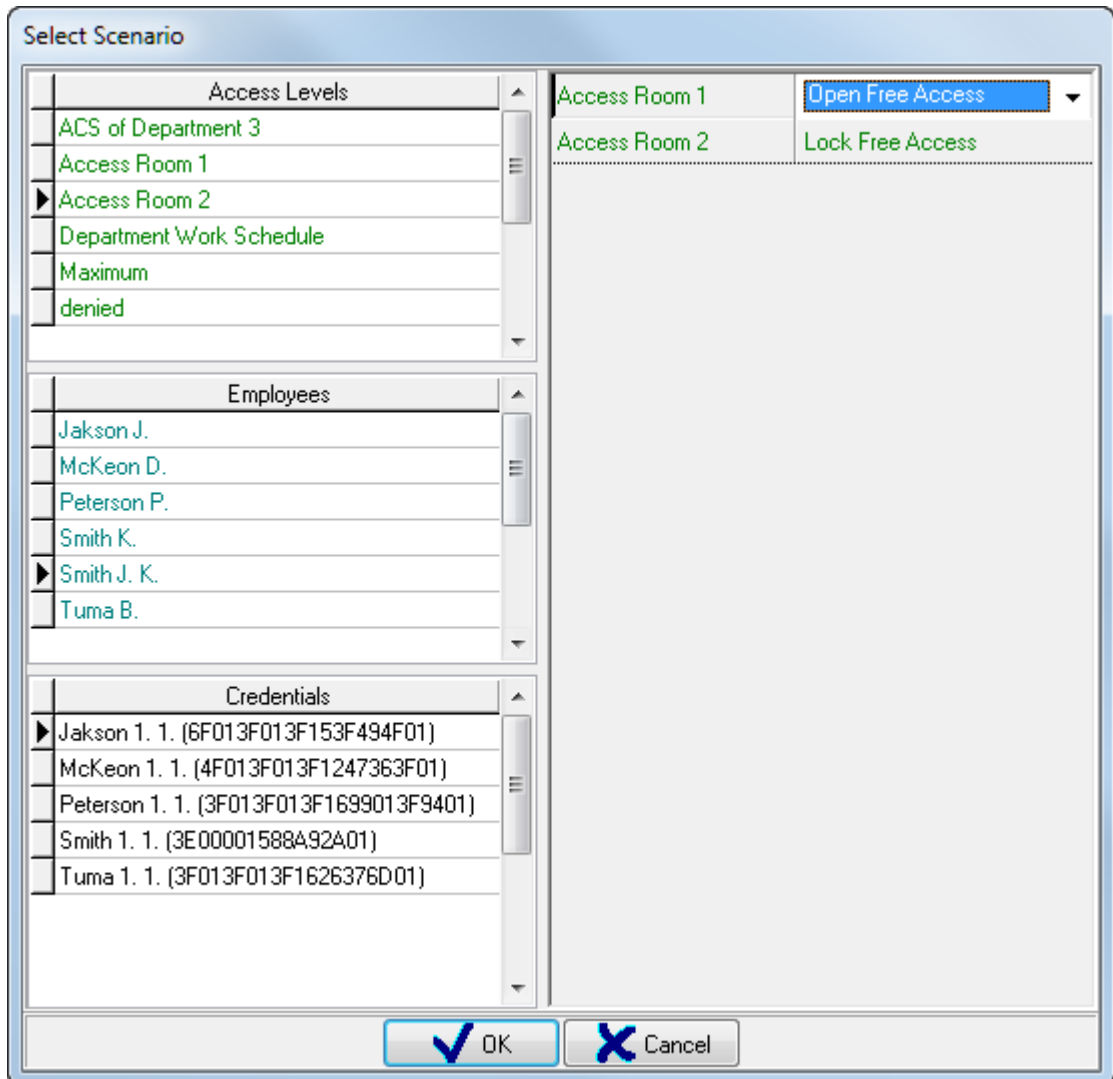 Select Scenario
Access Levels
ACS of Department 3
Access Room 1
Access Room 2
Department Work Schedule
Maximum
denied
Employees
Jakson J.
McKeon D.
Peterson P.
Smith K.
Smith J. K.
Tuma B.
Credentials
Jakson 1. 1. (6F013F013F153F494F01)
McKeon 1. 1. (4F013F013F1247363F01)
Peterson 1. 1. (3F013F013F1699013F9401)
Smith 1. 1. (3E00001588A92A01)
Tuma 1. 1. (3F013F013F1626376D01)
Access Room 1 Open Free Access
Access Room 2 Lock Free Access
OK Cancel